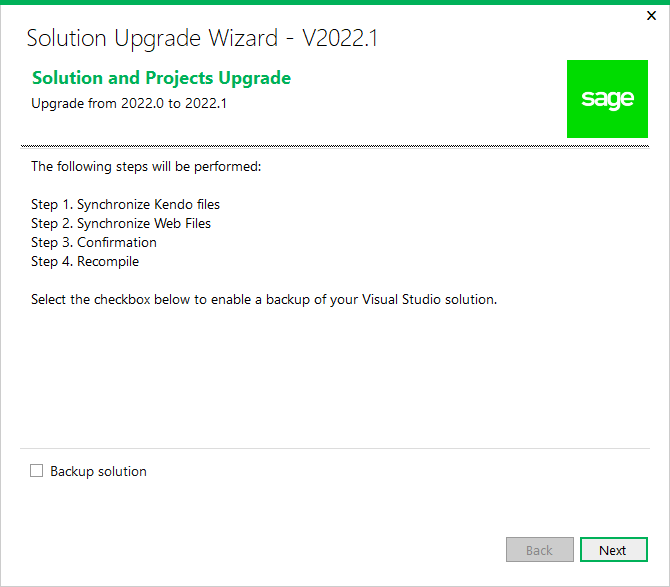 Solution Upgrade Wizard - V2022.1
Solution and Projects Upgrade
Upgrade from 2022.0 to 2022.1
sage
The following steps will be performed:
Step 1. Synchronize Kendo files
Step 2. Synchronize Web Files
Step 3. Confirmation
Step 4. Recompile
Select the checkbox below to enable a backup of your Visual Studio solution.
Backup solution
Back
Next